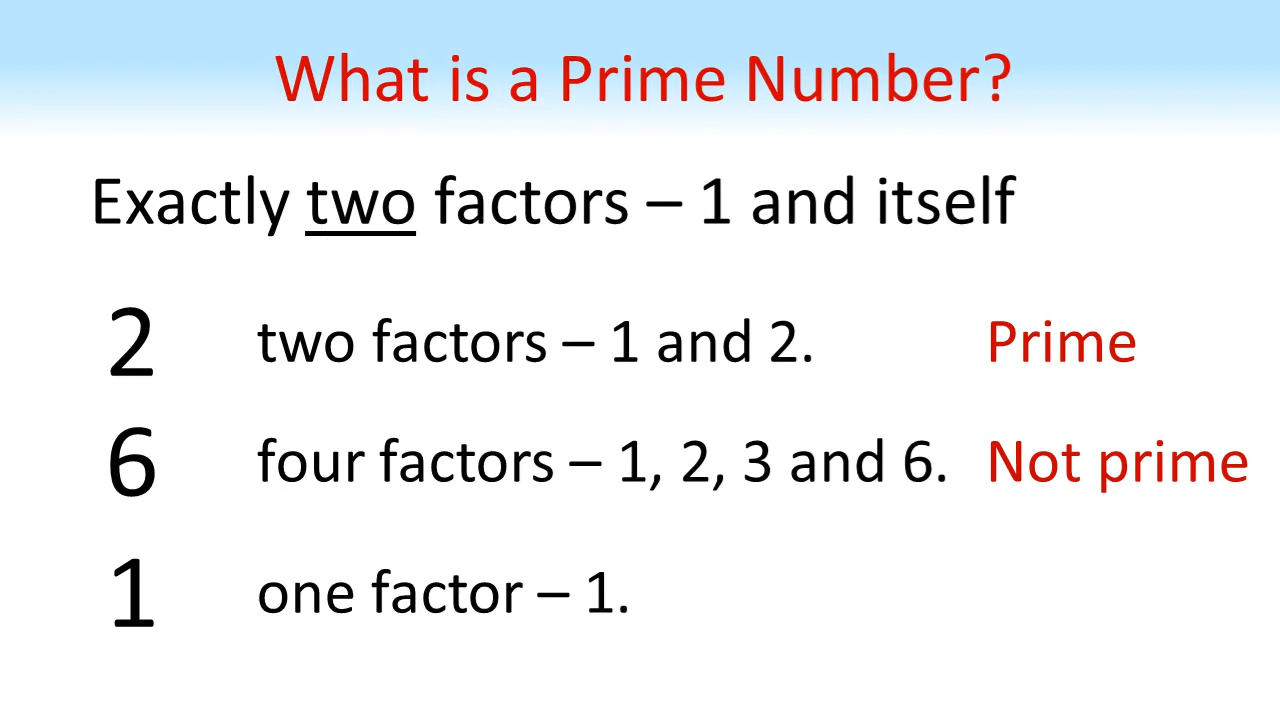 What is a Prime Number?
Exactly two factors – 1 and itself
2 two factors – 1 and 2. Prime
6 four factors – 1, 2, 3 and 6. Not prime
1 one factor – 1.